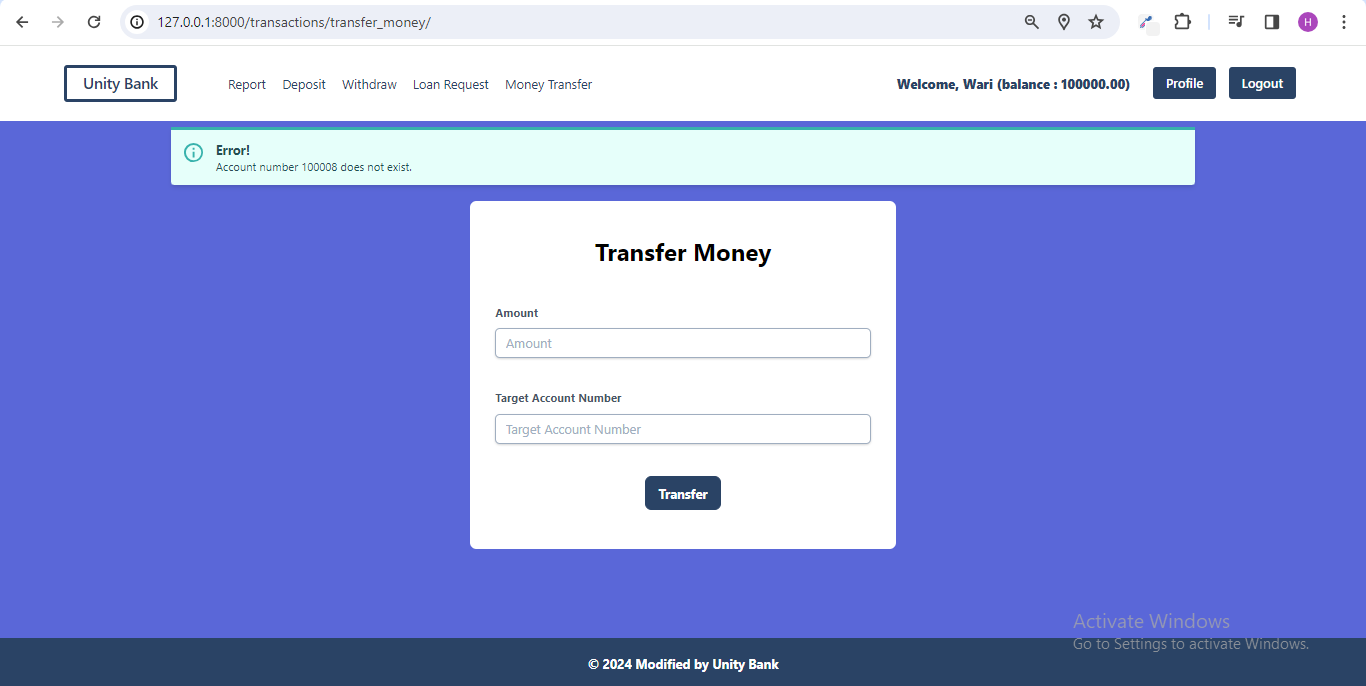 127.0.0.1:8000/transactions/transfer_money/
H
Unity Bank
Report Deposit Withdraw Loan Request Money Transfer
Welcome, Wari (balance : 100000.00)
Profile
Logout
Error!
Account number 100008 does not exist.
Transfer Money
Amount
Amount
Target Account Number
Target Account Number
Transfer
Activate Windows
Go to Settings to activate Windows.
© 2024 Modified by Unity Bank